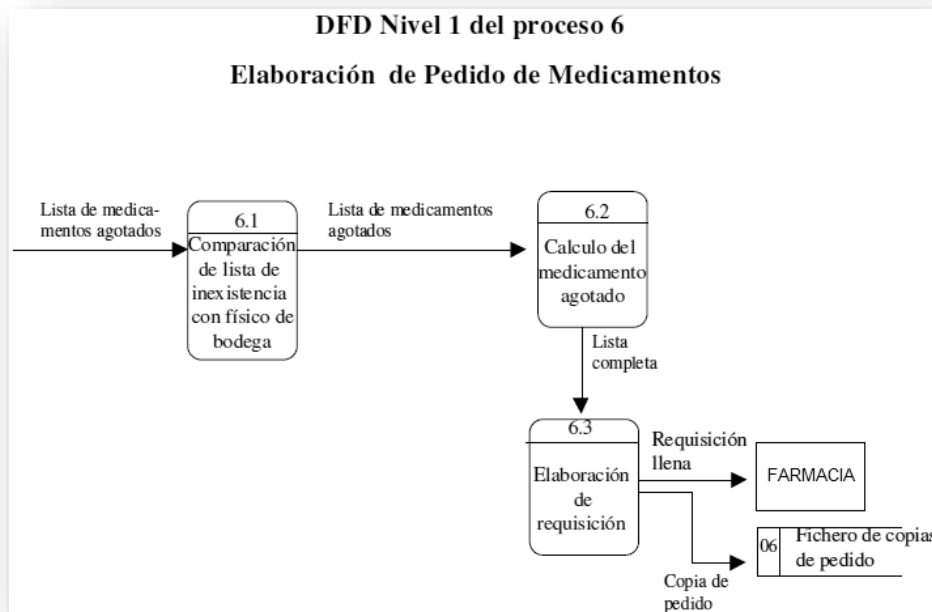 DFD Nivel 1 del proceso 6
Elaboración de Pedido de Medicamentos
Lista de medica-
mentos agotados
6.1
Comparación
de lista de
inexistencia
con físico de
bodega
Lista de medicamentos
agotados
6.2
Calculo del
medicamento
agotado
Lista
completa
6.3
Elaboración
de
requisición
Requisición
llena
FARMACIA
06
Fichero de copias
de pedido
Copia de
pedido